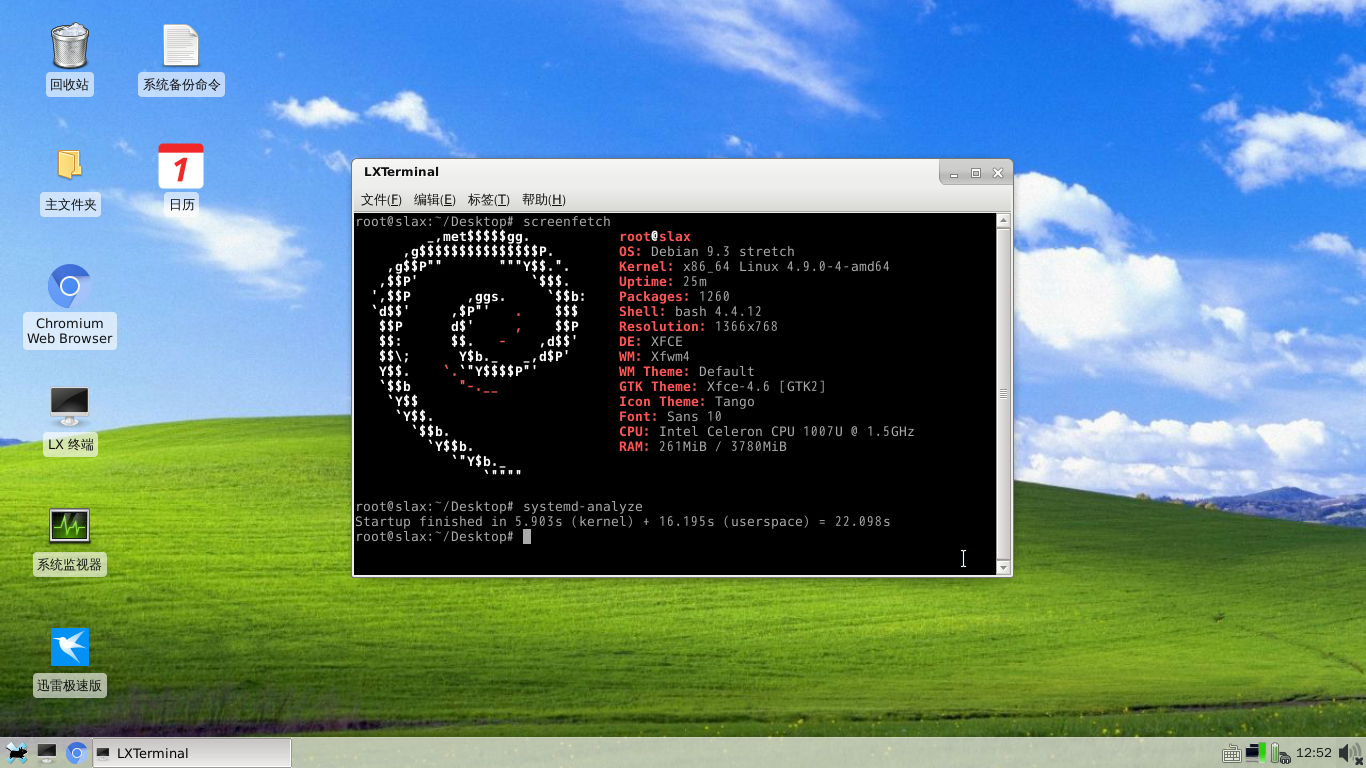 回收站
系统备份命令
主文件夹
1
日历
Chromium
Web Browser
LX 终端
系统监视器
迅雷极速版
LXTerminal
文件(F) 编辑(E) 标签(T) 帮助(H)
root@slax:~/Desktop# screenfetch
_,met$$$$$gg. root@slax
,g$$$$$$$$$$$$$$$P. OS: Debian 9.3 stretch
,g$$P"" """Y$$.". Kernel: x86_64 Linux 4.9.0-4-amd64
,$$P' `$$$. Uptime: 25m
',$$P ,ggs. `$$b: Packages: 1260
`d$$' ,$P"' . $$$ Shell: bash 4.4.12
$$P d$' , $$P Resolution: 1366x768
$$: $$. - ,d$$' DE: XFCE
$$\; Y$b._ _,d$P' WM: Xfwm4
Y$$. `.`"Y$$$$P"' WM Theme: Default
`$$b "-.__ GTK Theme: Xfce-4.6 [GTK2]
`Y$$ Icon Theme: Tango
`Y$$. Font: Sans 10
`$$b. CPU: Intel Celeron CPU 1007U @ 1.5GHz
`Y$$b. RAM: 261MiB / 3780MiB
`"Y$b._
`""""
root@slax:~/Desktop# systemd-analyze
Startup finished in 5.903s (kernel) + 16.195s (userspace) = 22.098s
root@slax:~/Desktop#
LXTerminal
12:52